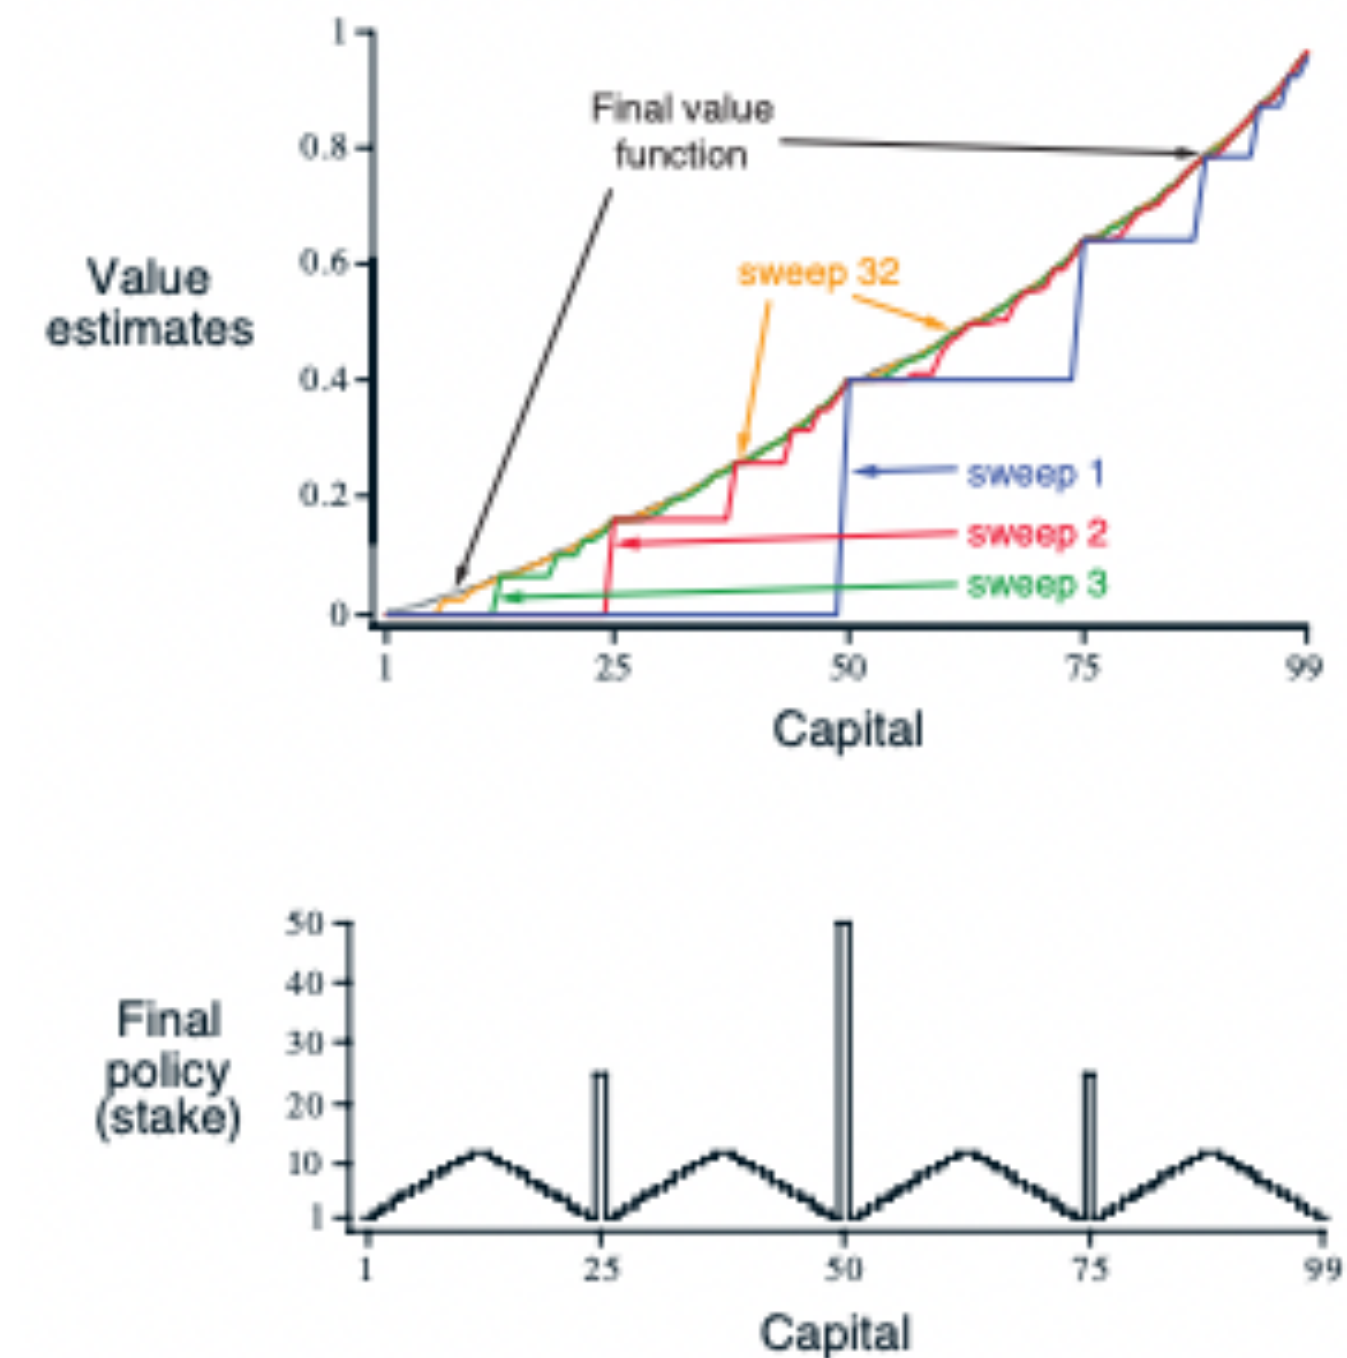 1
Final value
function
0.8
Value
estimates
0.6
sweep 32
0.4
sweep 1
0.2
sweep 2
sweep 3
0
1 25 50 75 99
Capital
50
40
Final
policy
(stake)
30
20
10
1
1 25 50 75 99
Capital